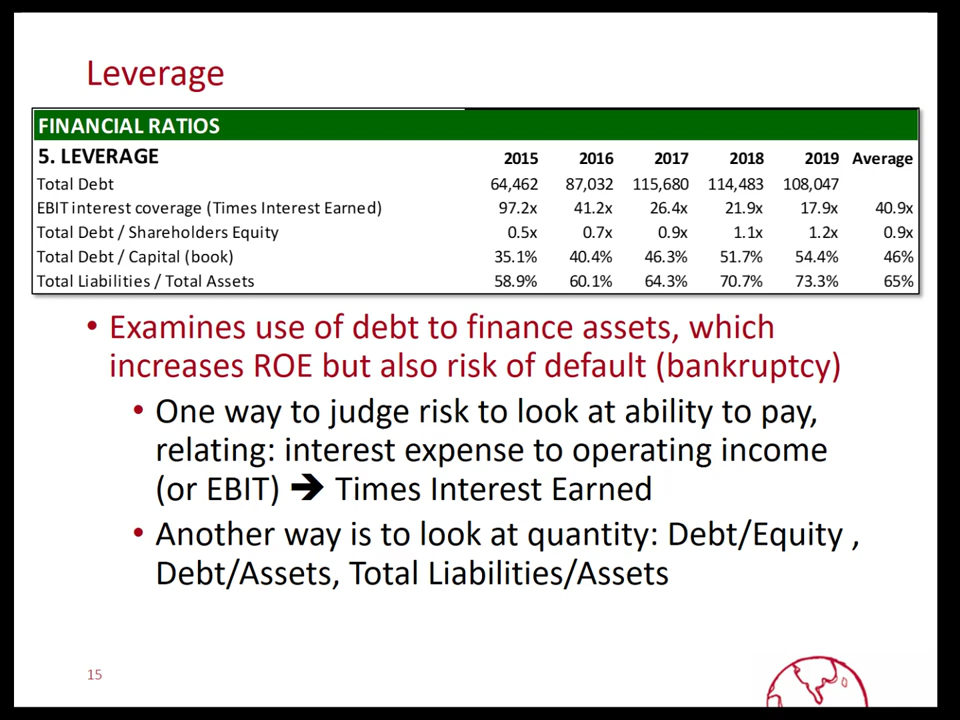 Leverage
FINANCIAL RATIOS
5. LEVERAGE 2015 2016 2017 2018 2019 Average
Total Debt 64,462 87,032 115,680 114,483 108,047
EBIT interest coverage (Times Interest Earned) 97.2x 41.2x 26.4x 21.9x 17.9x 40.9x
Total Debt / Shareholders Equity 0.5x 0.7x 0.9x 1.1x 1.2x 0.9x
Total Debt / Capital (book) 35.1% 40.4% 46.3% 51.7% 54.4% 46%
Total Liabilities / Total Assets 58.9% 60.1% 64.3% 70.7% 73.3% 65%
• Examines use of debt to finance assets, which
increases ROE but also risk of default (bankruptcy)
• One way to judge risk to look at ability to pay,
relating: interest expense to operating income
(or EBIT) ➔ Times Interest Earned
• Another way is to look at quantity: Debt/Equity ,
Debt/Assets, Total Liabilities/Assets
15